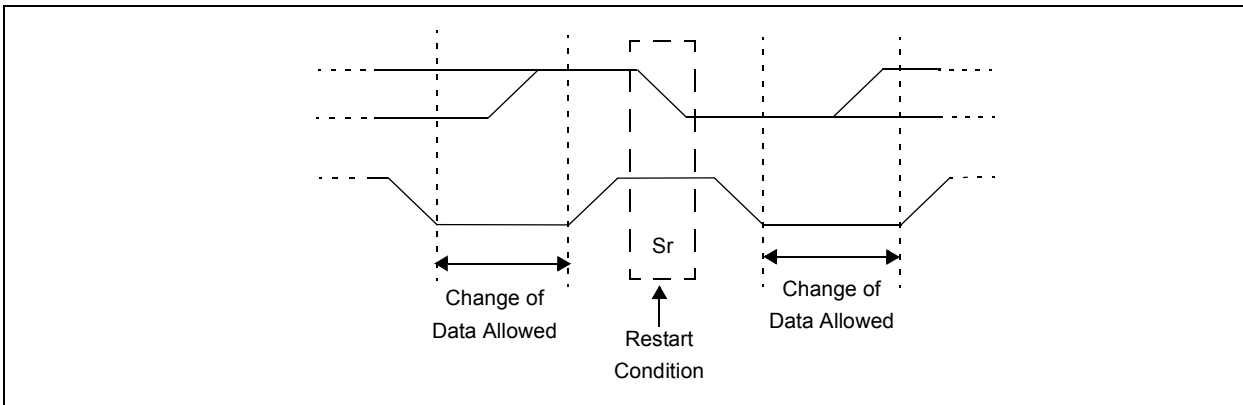 Sr
Change of
Data Allowed
Restart
Condition
Change of
Data Allowed